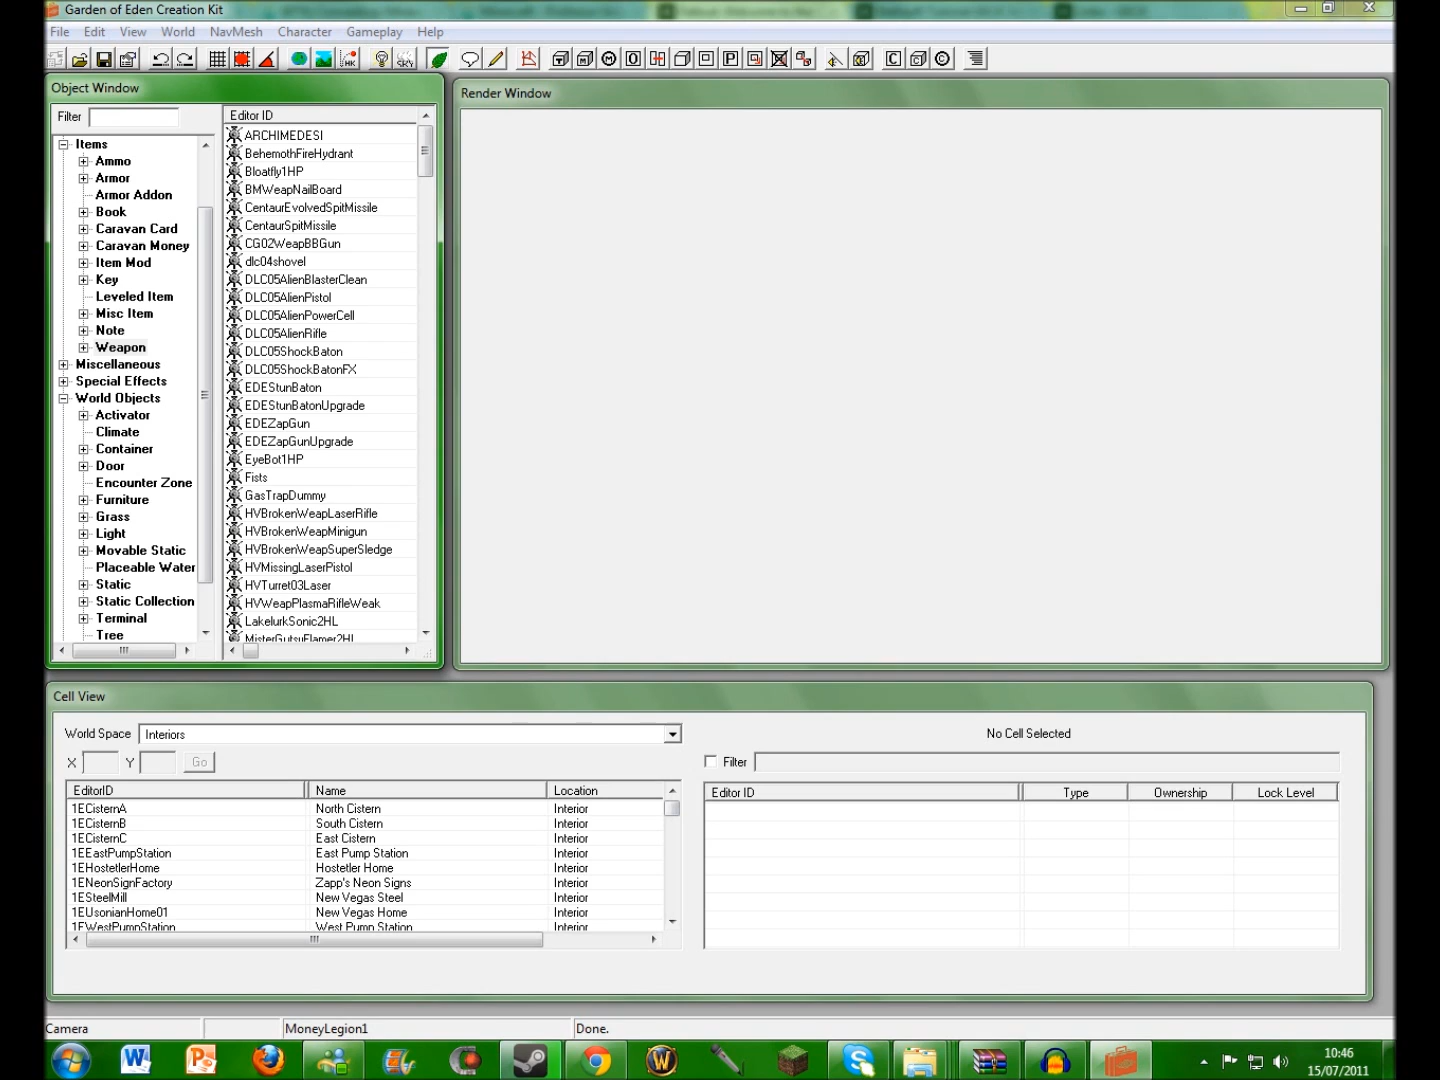 Garden of Eden Creation Kit
File Edit View World NavMesh Character Gameplay Help
Object Window
Filter
Items
Ammo
Armor
Armor Addon
Book
Caravan Card
Caravan Money
Item Mod
Key
Leveled Item
Misc Item
Note
Weapon
Miscellaneous
Special Effects
World Objects
Activator
Climate
Container
Door
Encounter Zone
Furniture
Grass
Light
Movable Static
Placeable Water
Static
Static Collection
Terminal
Tree
Editor ID
ARCHIMEDESI
BehemothFireHydrant
Bloatfly1HP
BMWeapNailBoard
CentaurEvolvedSpitMissile
CentaurSpitMissile
CG02WeapBBGun
dlc04shovel
DLC05AlienBlasterClean
DLC05AlienPistol
DLC05AlienPowerCell
DLC05AlienRifle
DLC05ShockBaton
DLC05ShockBatonFX
EDEStunBaton
EDEStunBatonUpgrade
EDEZapGun
EDEZapGunUpgrade
EyeBot1HP
Fists
GasTrapDummy
HVBrokenWeapLaserRifle
HVBrokenWeapMinigun
HVBrokenWeapSuperSledge
HVMissingLaserPistol
HVTurret03Laser
HVWeapPlasmaRifleWeak
LakelurkSonic2HL
MisterGutsyFlamer2HL
Render Window
Cell View
World Space Interiors
X Y Go
EditorID Name Location
1ECisternA North Cistern Interior
1ECisternB South Cistern Interior
1ECisternC East Cistern Interior
1EEastPumpStation East Pump Station Interior
1EHostetlerHome Hostetler Home Interior
1ENeonSignFactory Zapp's Neon Signs Interior
1ESteelMill New Vegas Steel Interior
1EUsonianHome01 New Vegas Home Interior
1EWestPumpStation West Pump Station Interior
No Cell Selected
Filter
Editor ID Type Ownership Lock Level
Camera MoneyLegion1 Done.
10:46
15/07/2011